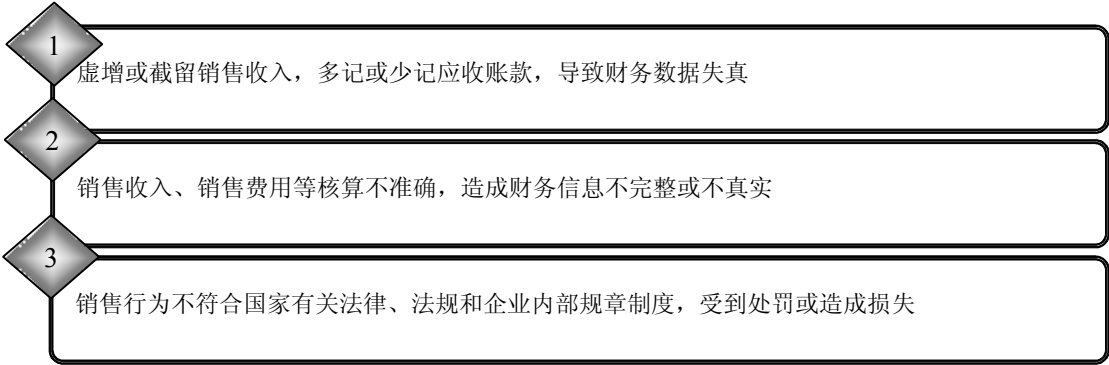 1
虚增或截留销售收入，多记或少记应收账款，导致财务数据失真
2
销售收入、销售费用等核算不准确，造成财务信息不完整或不真实
3
销售行为不符合国家有关法律、法规和企业内部规章制度，受到处罚或造成损失